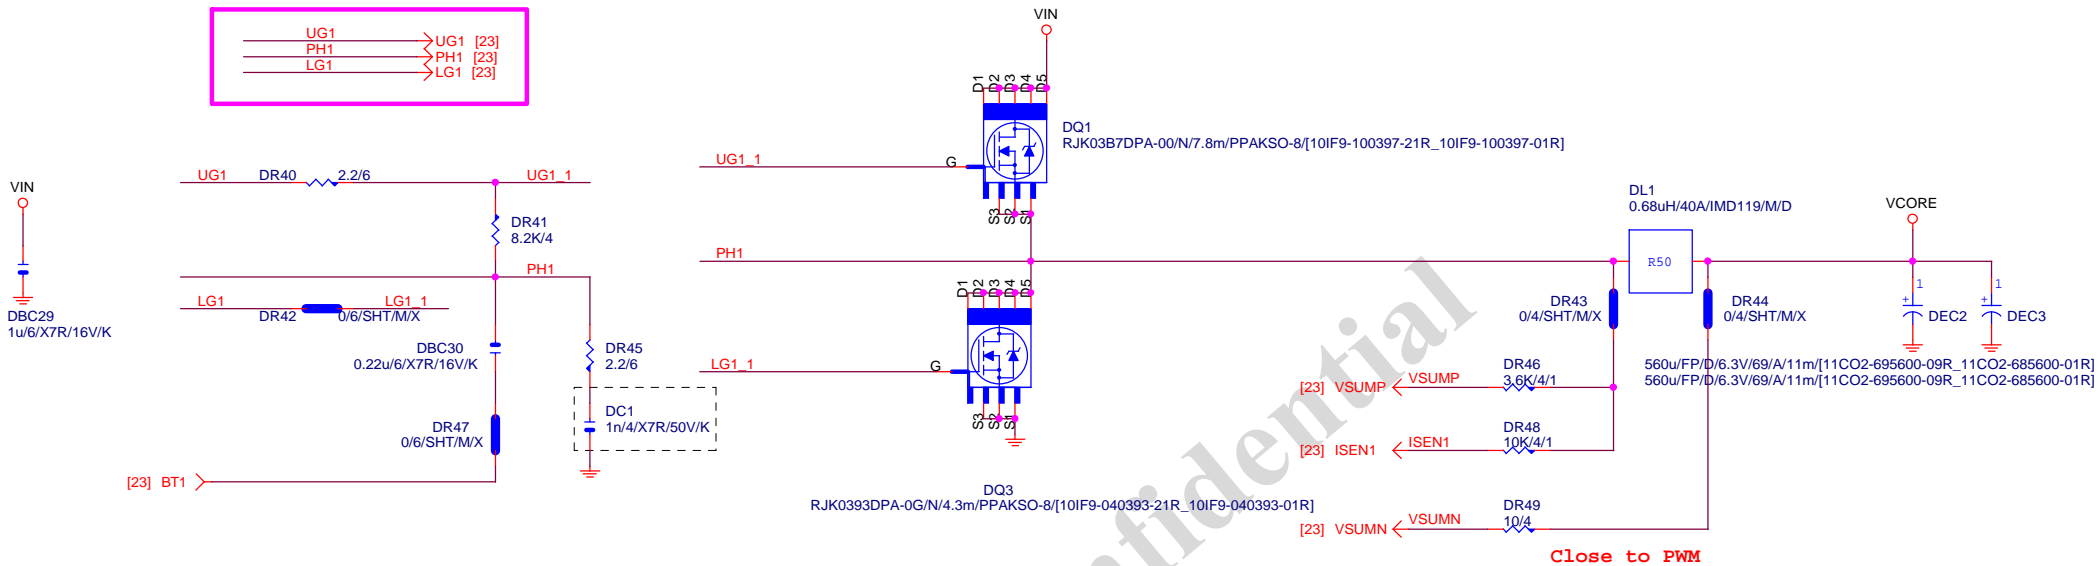 UG1
UG1 [23]
PH1
PH1 [23]
LG1
LG1 [23]
VIN
DBC29
1u/6/X7R/16V/K
UG1
DR40
2.2/6
UG1_1
DR41
8.2K/4
PH1
LG1
DR42
0/6/SHT/M/X
LG1_1
DBC30
0.22u/6/X7R/16V/K
DR45
2.2/6
DC1
1n/4/X7R/50V/K
DR47
0/6/SHT/M/X
[23] BT1
VIN
D1
D2
D3
D4
D5
DQ1
RJK03B7DPA-00/N/7.8m/PPAKSO-8/[10IF9-100397-21R_10IF9-100397-01R]
UG1_1
G
S3
S2
S1
PH1
D1
D2
D3
D4
D5
LG1_1
G
S3
S2
S1
DQ3
RJK0393DPA-0G/N/4.3m/PPAKSO-8/[10IF9-040393-21R_10IF9-040393-01R]
DL1
0.68uH/40A/IMD119/M/D
R50
VCORE
DR43
0/4/SHT/M/X
DR44
0/4/SHT/M/X
1
+
DEC2
1
+
DEC3
560u/FP/D/6.3V/69/A/11m/[11CO2-695600-09R_11CO2-685600-01R]
560u/FP/D/6.3V/69/A/11m/[11CO2-695600-09R_11CO2-685600-01R]
[23] VSUMP
VSUMP
DR46
3.6K/4/1
[23] ISEN1
ISEN1
DR48
10K/4/1
[23] VSUMN
VSUMN
DR49
10/4
Close to PWM
nfidential